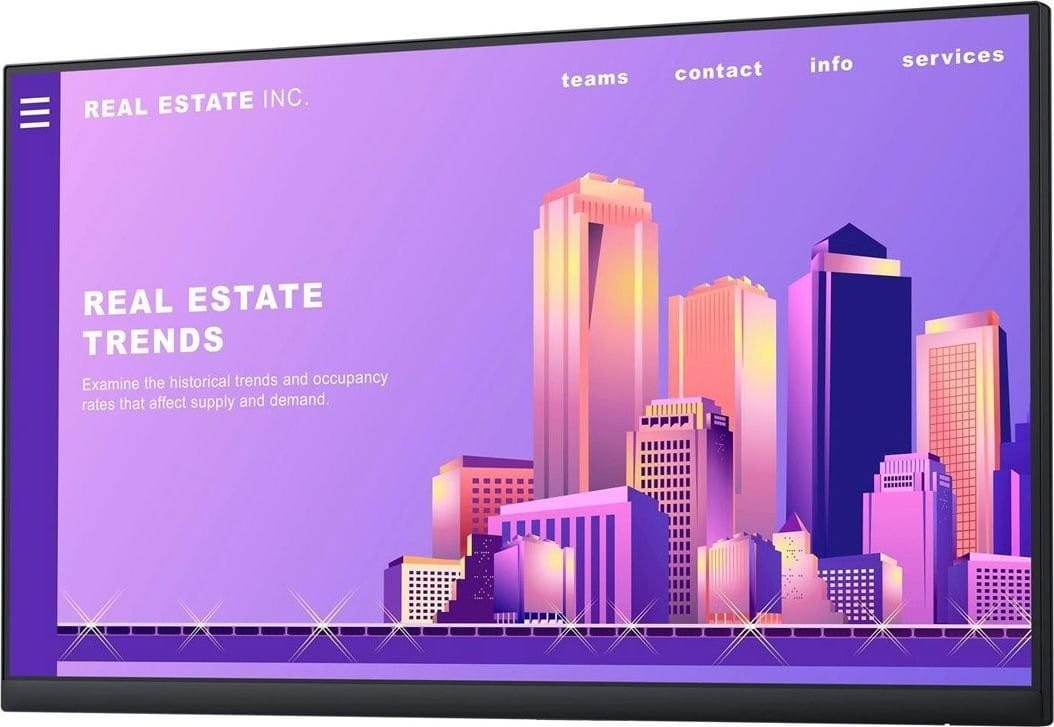 REAL ESTATE INC.
teams contact info services
REAL ESTATE
TRENDS
Examine the historical trends and occupancy
rates that affect supply and demand.